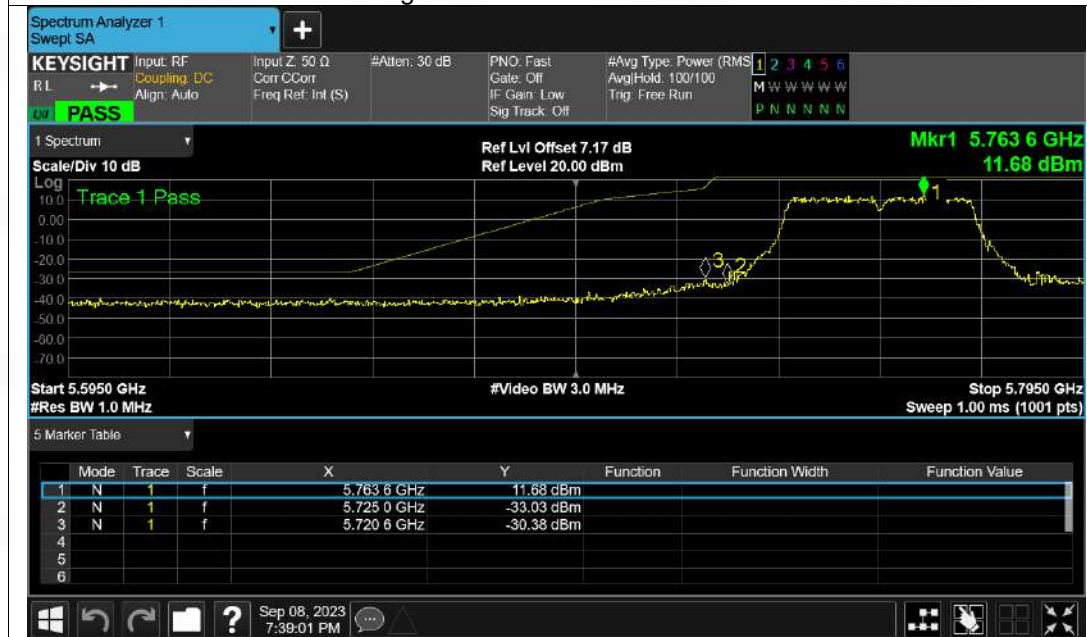 Spectrum Analyzer 1
Swept SA
+
KEYSIGHT Input: RF Input Z: 50 Ω #Atten: 30 dB PNO: Fast #Avg Type: Power (RMS 1 2 3 4 5 6
RL Coupling: DC Corr CCorr Gate: Off Avg|Hold: 100/100 M W W W W W
Align: Auto Freq Ref: Int (S) IF Gain: Low Trig: Free Run
LXI PASS Sig Track: Off P N N N N N
1 Spectrum Ref Lvl Offset 7.17 dB Mkr1 5.763 6 GHz
Scale/Div 10 dB Ref Level 20.00 dBm 11.68 dBm
Log
Trace 1 Pass
10.0
0.00
-10.0
-20.0
-30.0
-40.0
-50.0
-60.0
-70.0
1
3
2
Start 5.5950 GHz #Video BW 3.0 MHz Stop 5.7950 GHz
#Res BW 1.0 MHz Sweep 1.00 ms (1001 pts)
5 Marker Table
Mode Trace Scale X Y Function Function Width Function Value
1 N 1 f 5.763 6 GHz 11.68 dBm
2 N 1 f 5.725 0 GHz -33.03 dBm
3 N 1 f 5.720 6 GHz -30.38 dBm
4
5
6
? Sep 08, 2023
7:39:01 PM